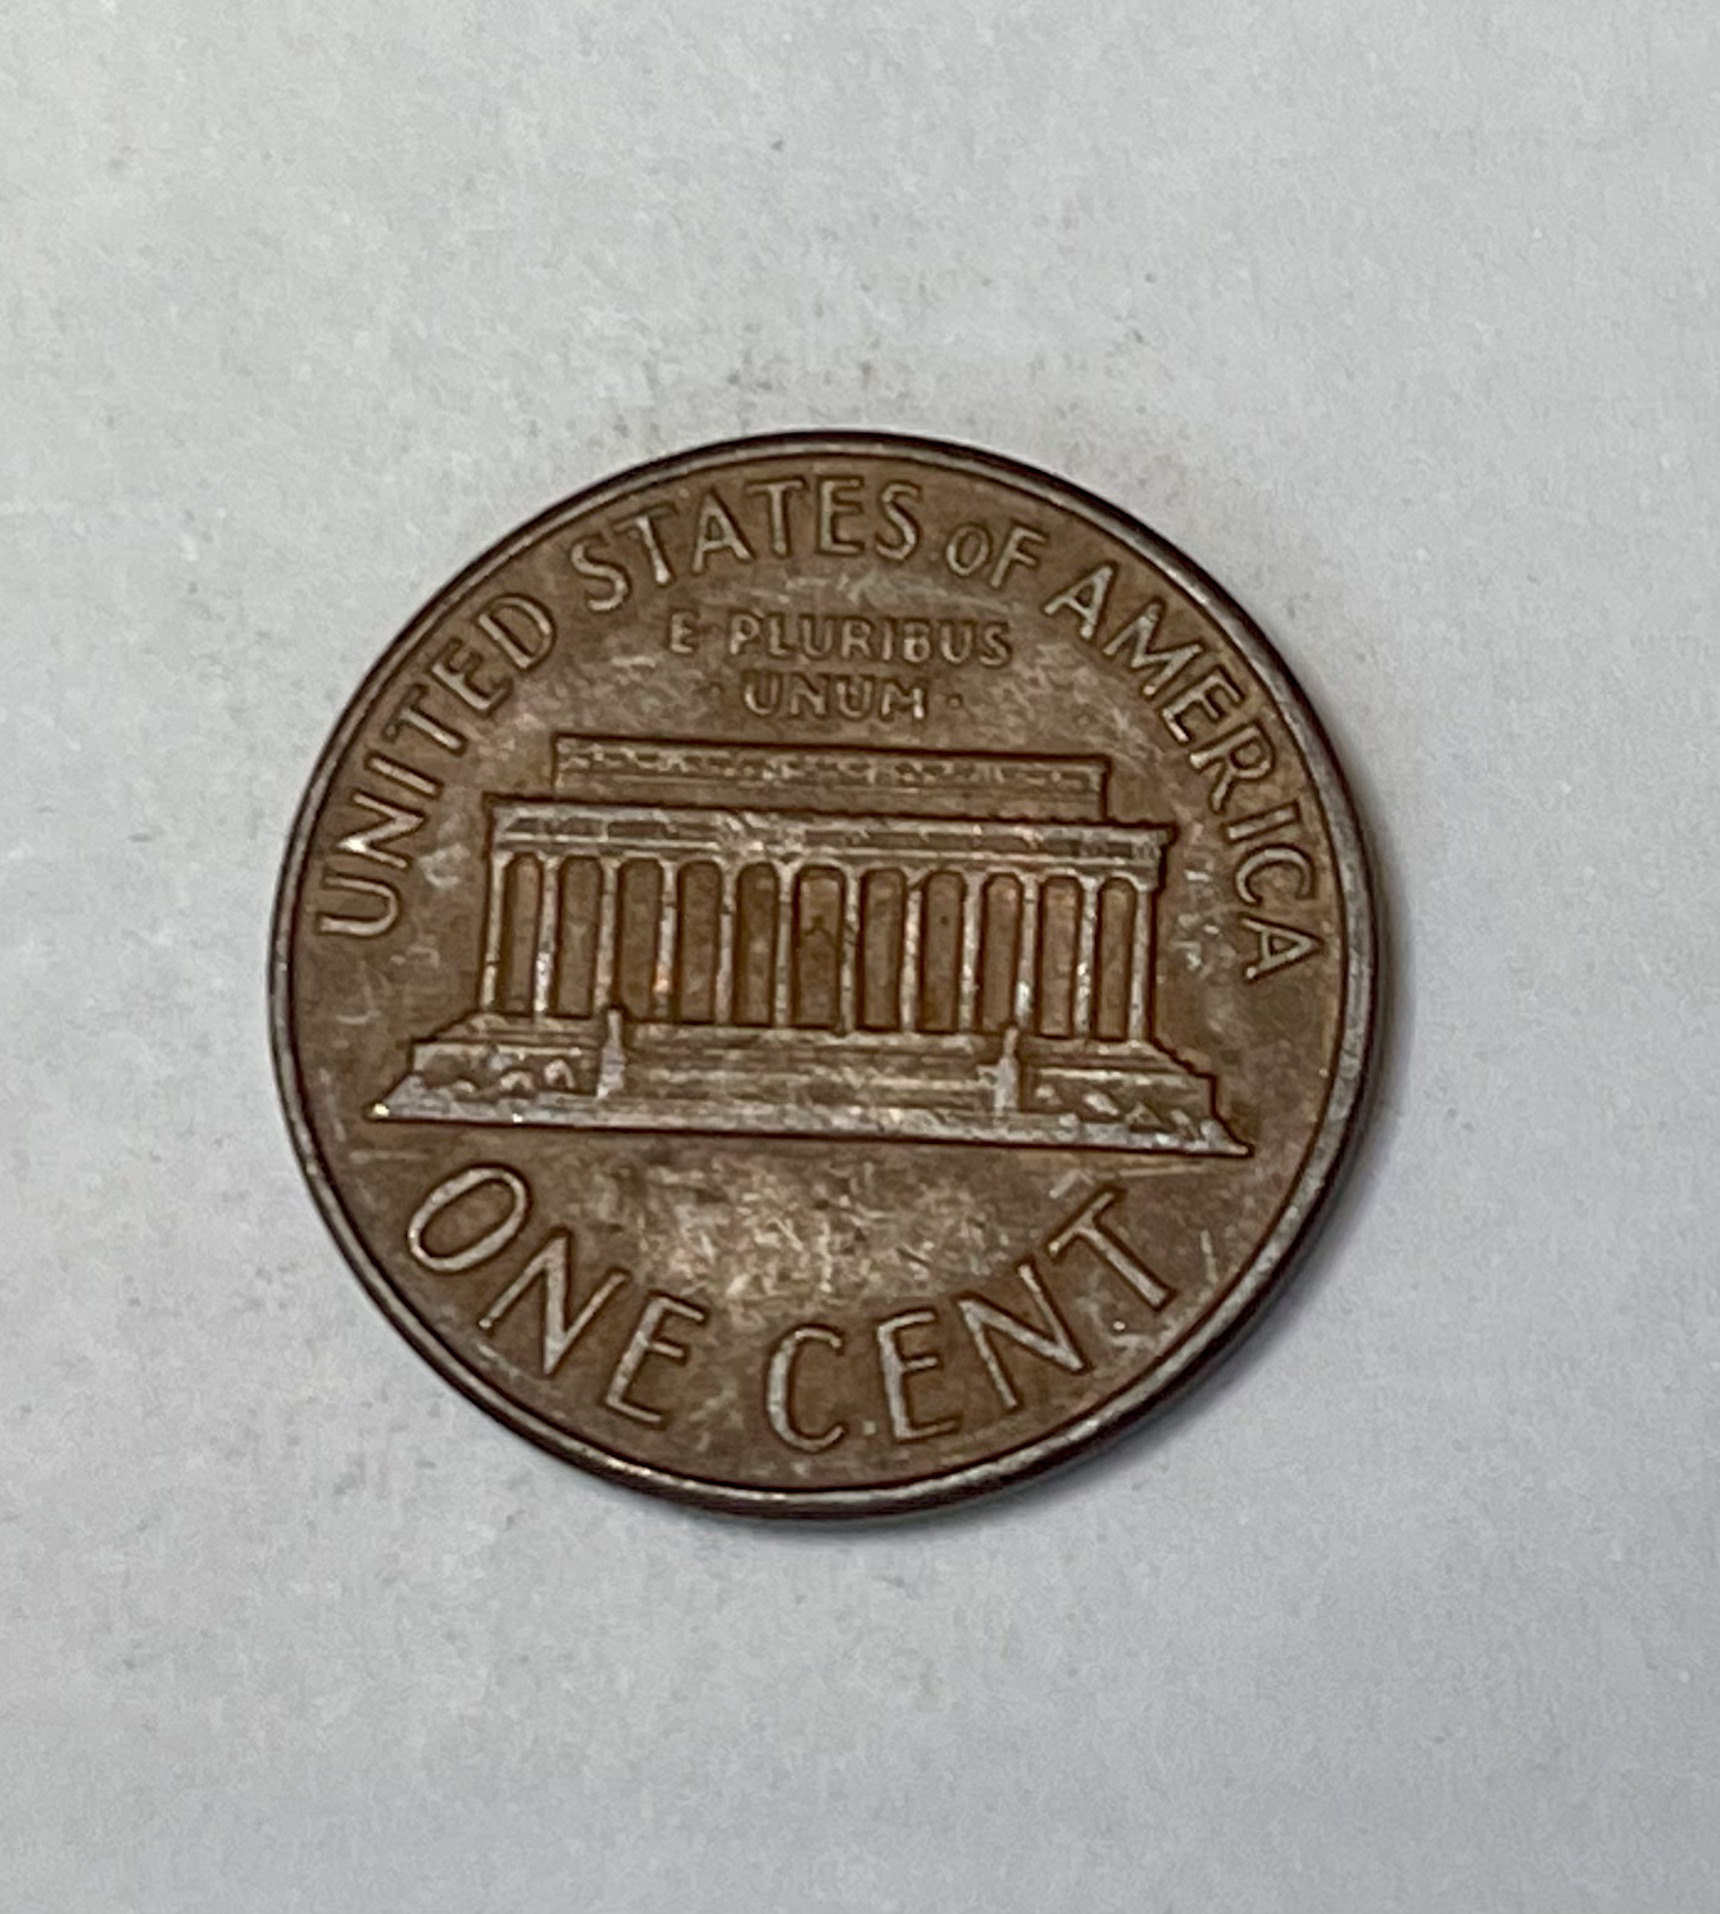 UNITED STATES OF AMERICA
E PLURIBUS
· UNUM ·
ONE CENT